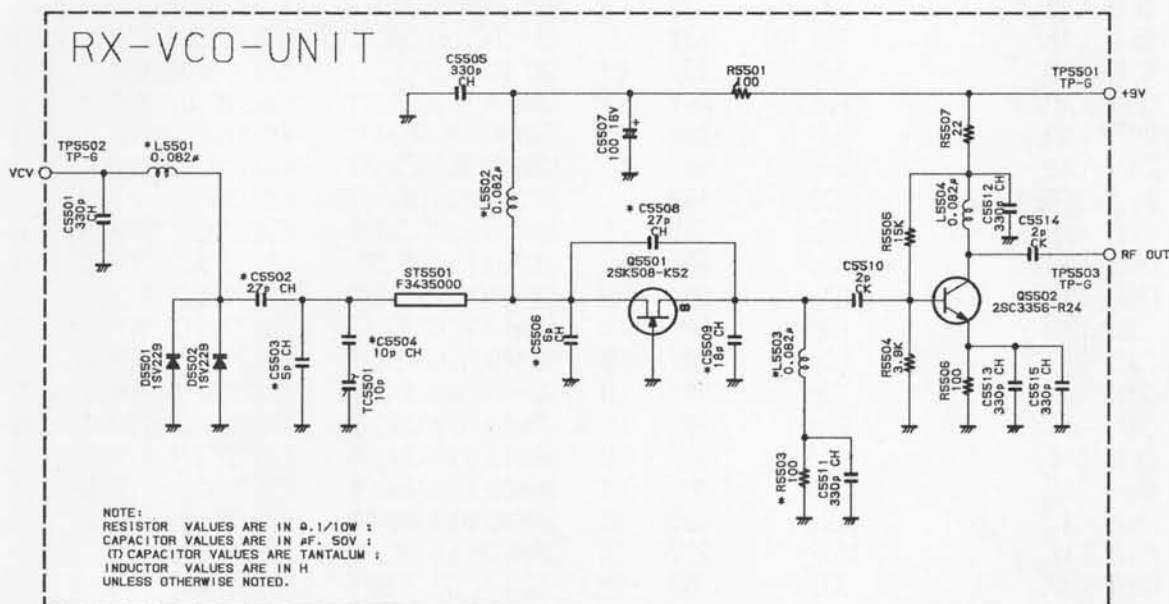 RX-VCO-UNIT
C5505
330p
CH
R5501
100
TP5501
TP-G
+9V
C5507
100 16V
+
R5507
22
TP5502
TP-G
*L5501
0.082μ
VCV
C5501
330p
CH
*L5502
0.082μ
* C5508
27p
CH
L5504
0.082μ
C5512
330p CH
C5514
2p
CK
R5506
15K
RF OUT
TP5503
TP-G
*C5502
27p CH
ST5501
F3435000
Q5501
2SK508-K52
C5510
2p
CK
Q5502
2SC3356-R24
D5501
1SV229
D5502
1SV229
* C5503
5p CH
*C5504
10p CH
TC5501
10p
* C5506
6p
CH
*C5509
18p CH
*L5503
0.082μ
R5504
3.9K
R5506
100
C5513
330p CH
C5515
330p CH
* R5503
100
C5511
330p CH
NOTE:
RESISTOR VALUES ARE IN Ω.1/10W ;
CAPACITOR VALUES ARE IN μF. 50V ;
(T) CAPACITOR VALUES ARE TANTALUM ;
INDUCTOR VALUES ARE IN H
UNLESS OTHERWISE NOTED.